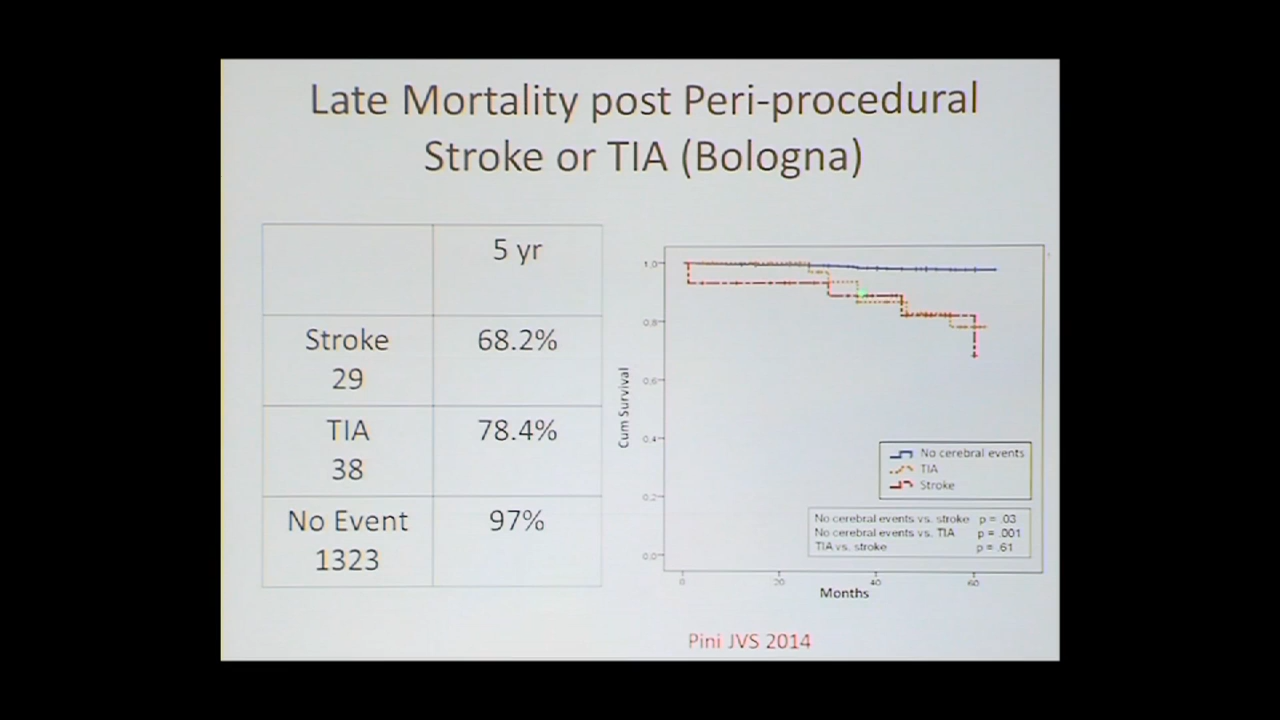 Late Mortality post Peri-procedural
Stroke or TIA (Bologna)
5 yr
Stroke
29
68.2%
TIA
38
78.4%
No Event
1323
97%
Cum Survival
1,0
0,8
0,6
0,4
0,2
0,0
0
20
40
60
Months
No cerebral events
TIA
Stroke
No cerebral events vs. stroke p = .03
No cerebral events vs. TIA p = .001
TIA vs. stroke p = .61
Pini JVS 2014